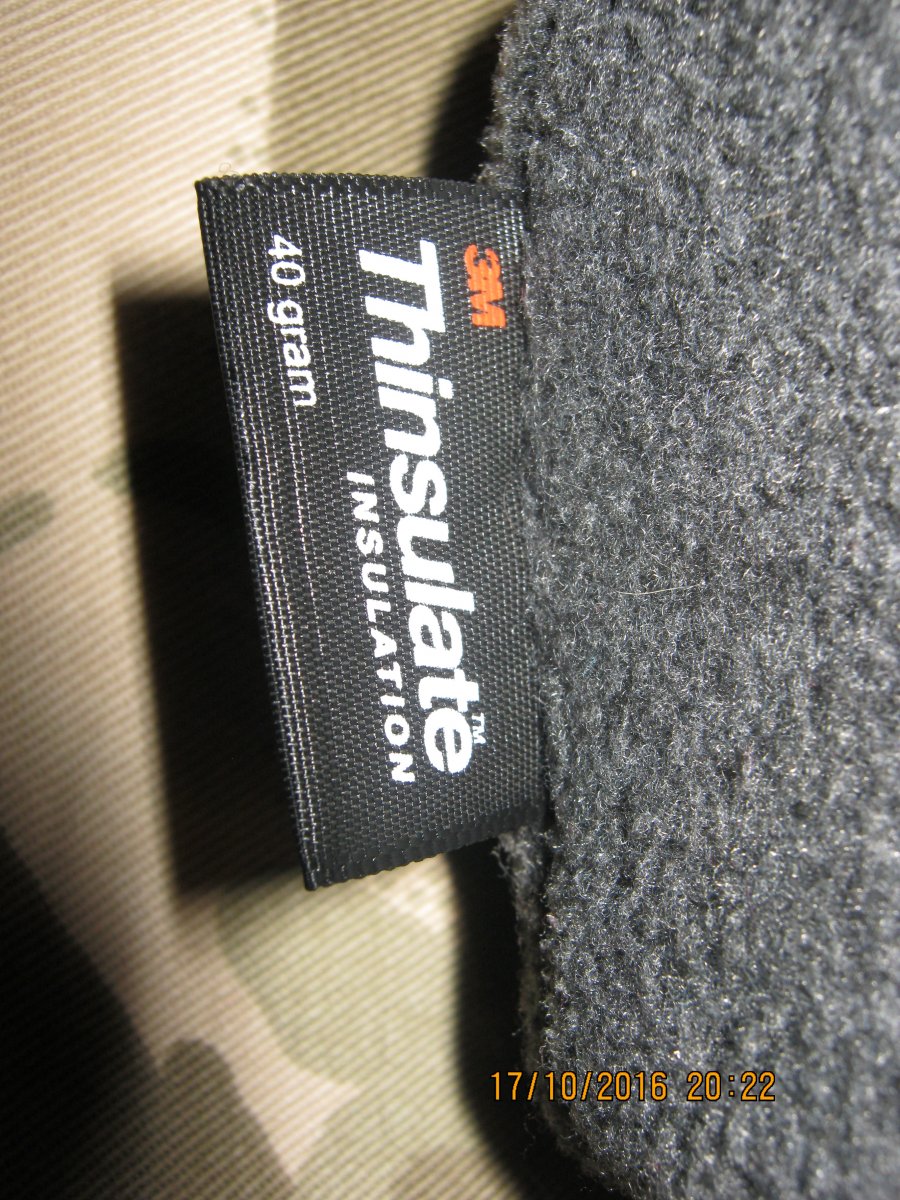 3M
Thinsulate™
INSULATION
40 gram
17/10/2016 20:22